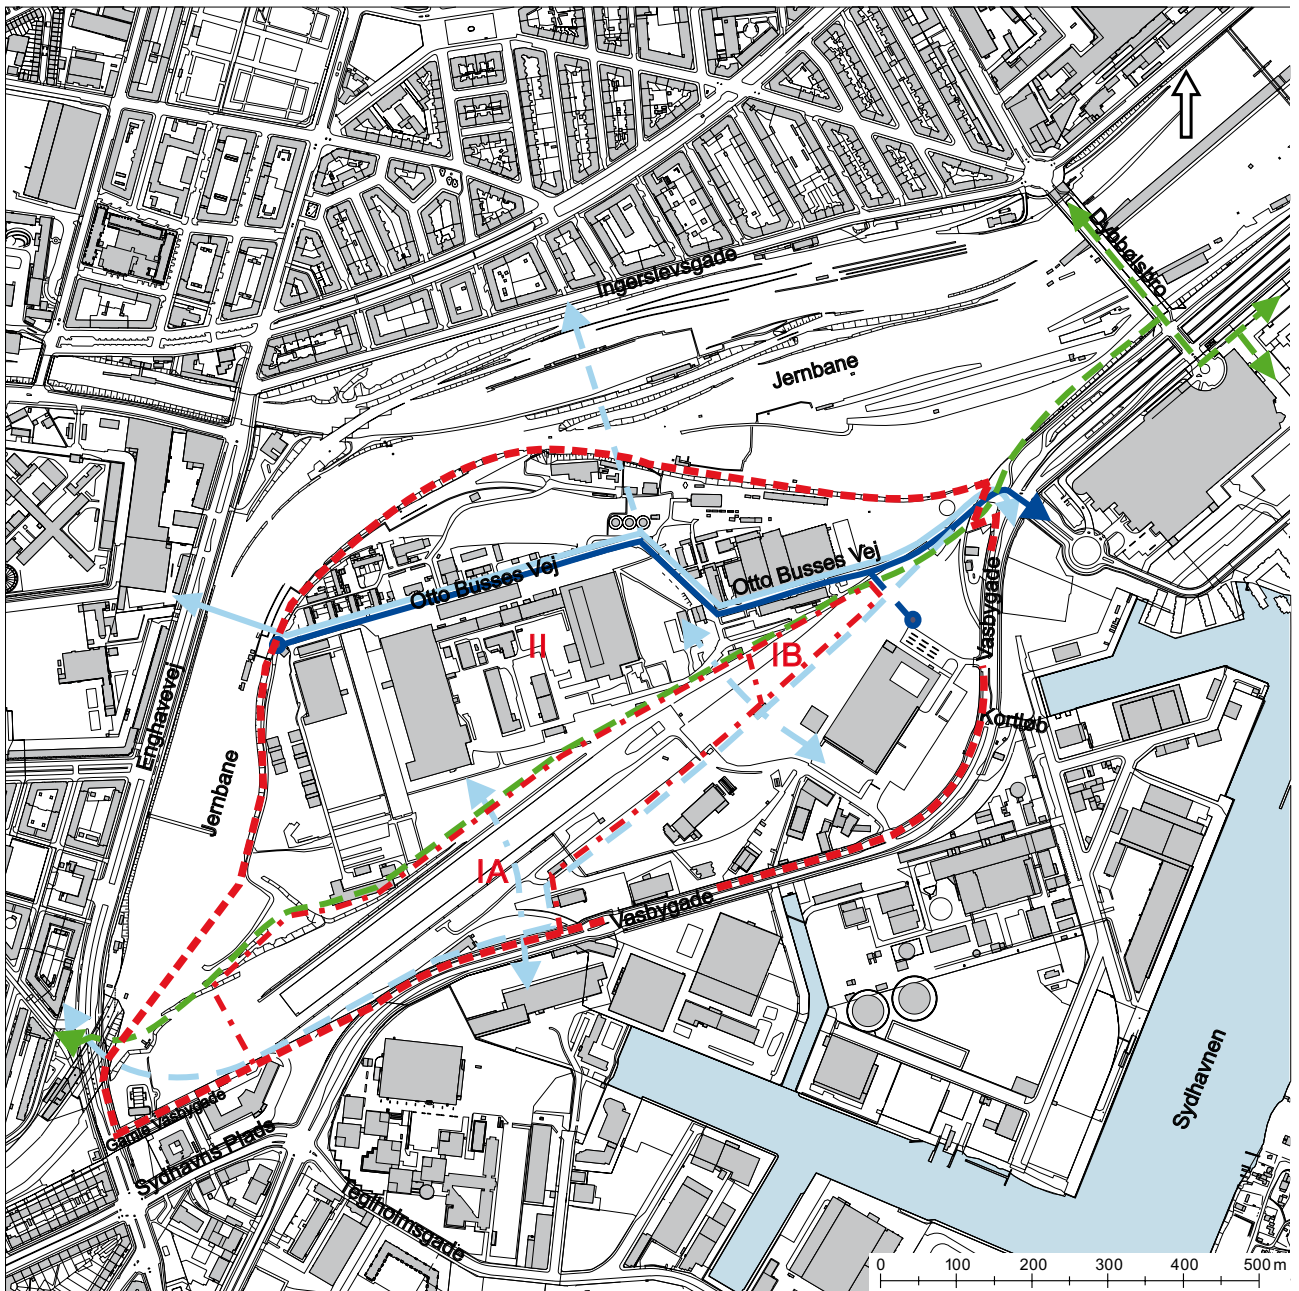 Dybbølsbro
Ingerslevsgade
Jernbane
Otto Busses Vej
Otto Busses Vej
Vasbygade
II
IB
Enghavevej
Kortløb
Jernbane
IA
Vasbygade
Sydhavnen
Gamle Vasbygade
Sydhavns Plads
Teglholmsgade
0 100 200 300 400 500 m